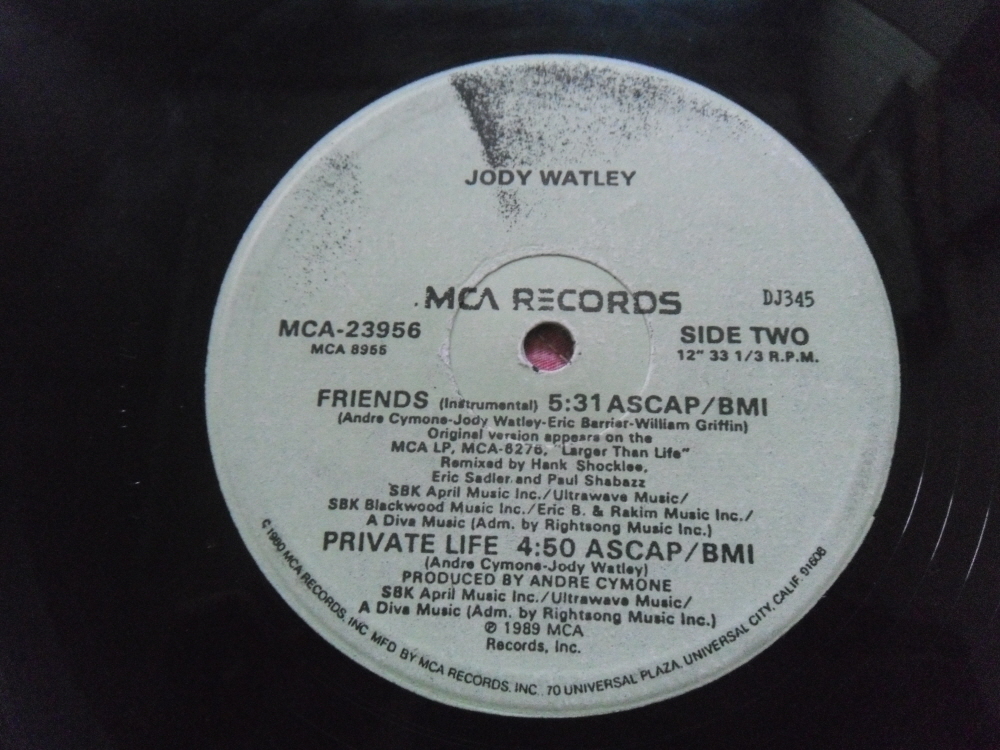 JODY WATLEY
MCA RECORDS
DJ345
MCA-23956
MCA 8955
SIDE TWO
12" 33 1/3 R.P.M.
FRIENDS (Instrumental) 5:31 ASCAP/BMI
(Andre Cymone-Jody Watley-Eric Barrier-William Griffin)
Original version appears on the
MCA LP, MCA-6276, "Larger Than Life"
Remixed by Hank Shocklee,
Eric Sadler and Paul Shabazz
SBK April Music Inc./Ultrawave Music/
SBK Blackwood Music Inc./Eric B. & Rakim Music Inc./
A Diva Music (Adm. by Rightsong Music Inc.)
PRIVATE LIFE 4:50 ASCAP/BMI
(Andre Cymone-Jody Watley)
PRODUCED BY ANDRE CYMONE
SBK April Music Inc./Ultrawave Music/
A Diva Music (Adm. by Rightsong Music Inc.)
℗ 1989 MCA
Records, Inc.
© 1980 MCA RECORDS, INC MFD BY MCA RECORDS, INC., 70 UNIVERSAL PLAZA, UNIVERSAL CITY, CALIF. 91608